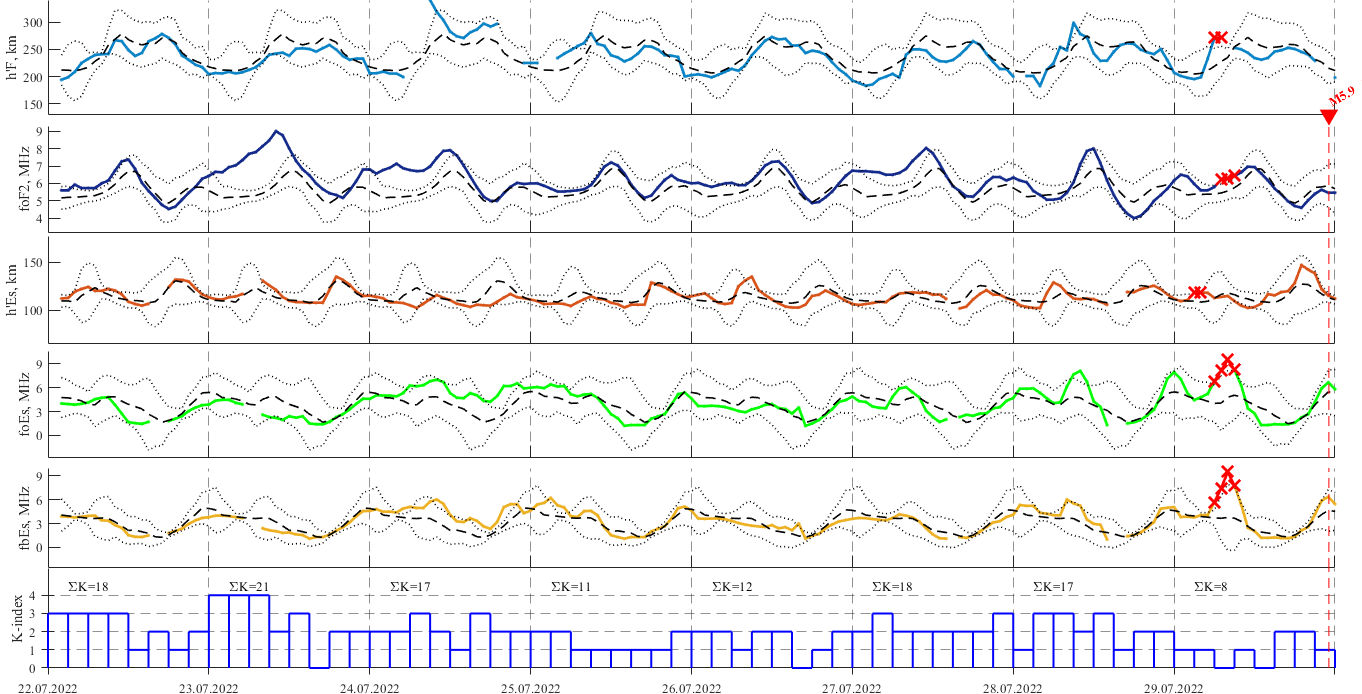 h'F, km
300
250
200
150
M5.9
foF2, MHz
9
8
7
6
5
4
h'Es, km
150
100
foEs, MHz
9
6
3
0
fbEs, MHz
9
6
3
0
K-index
ΣK=18 ΣK=21 ΣK=17 ΣK=11 ΣK=12 ΣK=18 ΣK=17 ΣK=8
4
3
2
1
0
22.07.2022 23.07.2022 24.07.2022 25.07.2022 26.07.2022 27.07.2022 28.07.2022 29.07.2022